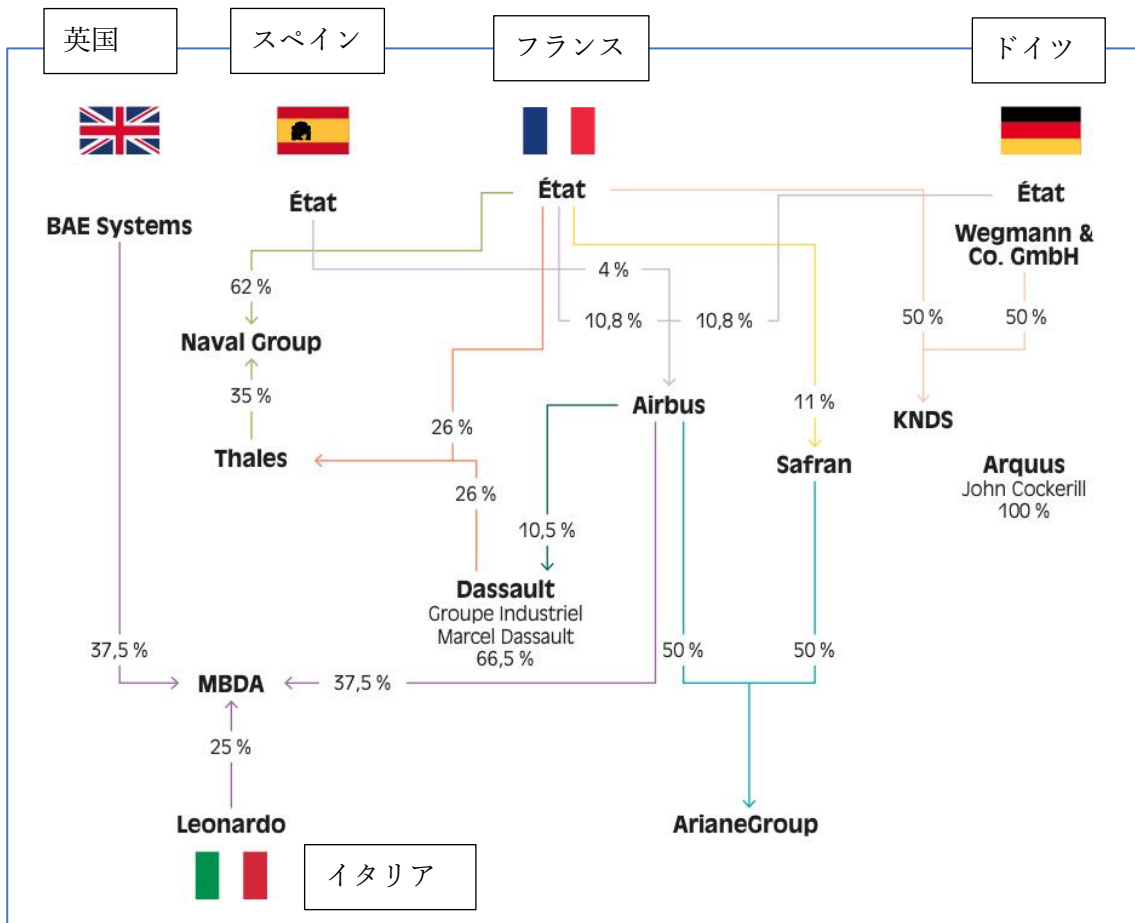 英国
スペイン
フランス
ドイツ
État
État
État
BAE Systems
Wegmann &
Co. GmbH
4 %
62 %
10,8 %
10,8 %
50 %
50 %
Naval Group
35 %
Airbus
11 %
KNDS
26 %
Thales
Safran
Arquus
John Cockerill
100 %
26 %
10,5 %
Dassault
Groupe Industriel
Marcel Dassault
66,5 %
37,5 %
50 %
50 %
MBDA
37,5 %
25 %
Leonardo
ArianeGroup
イタリア